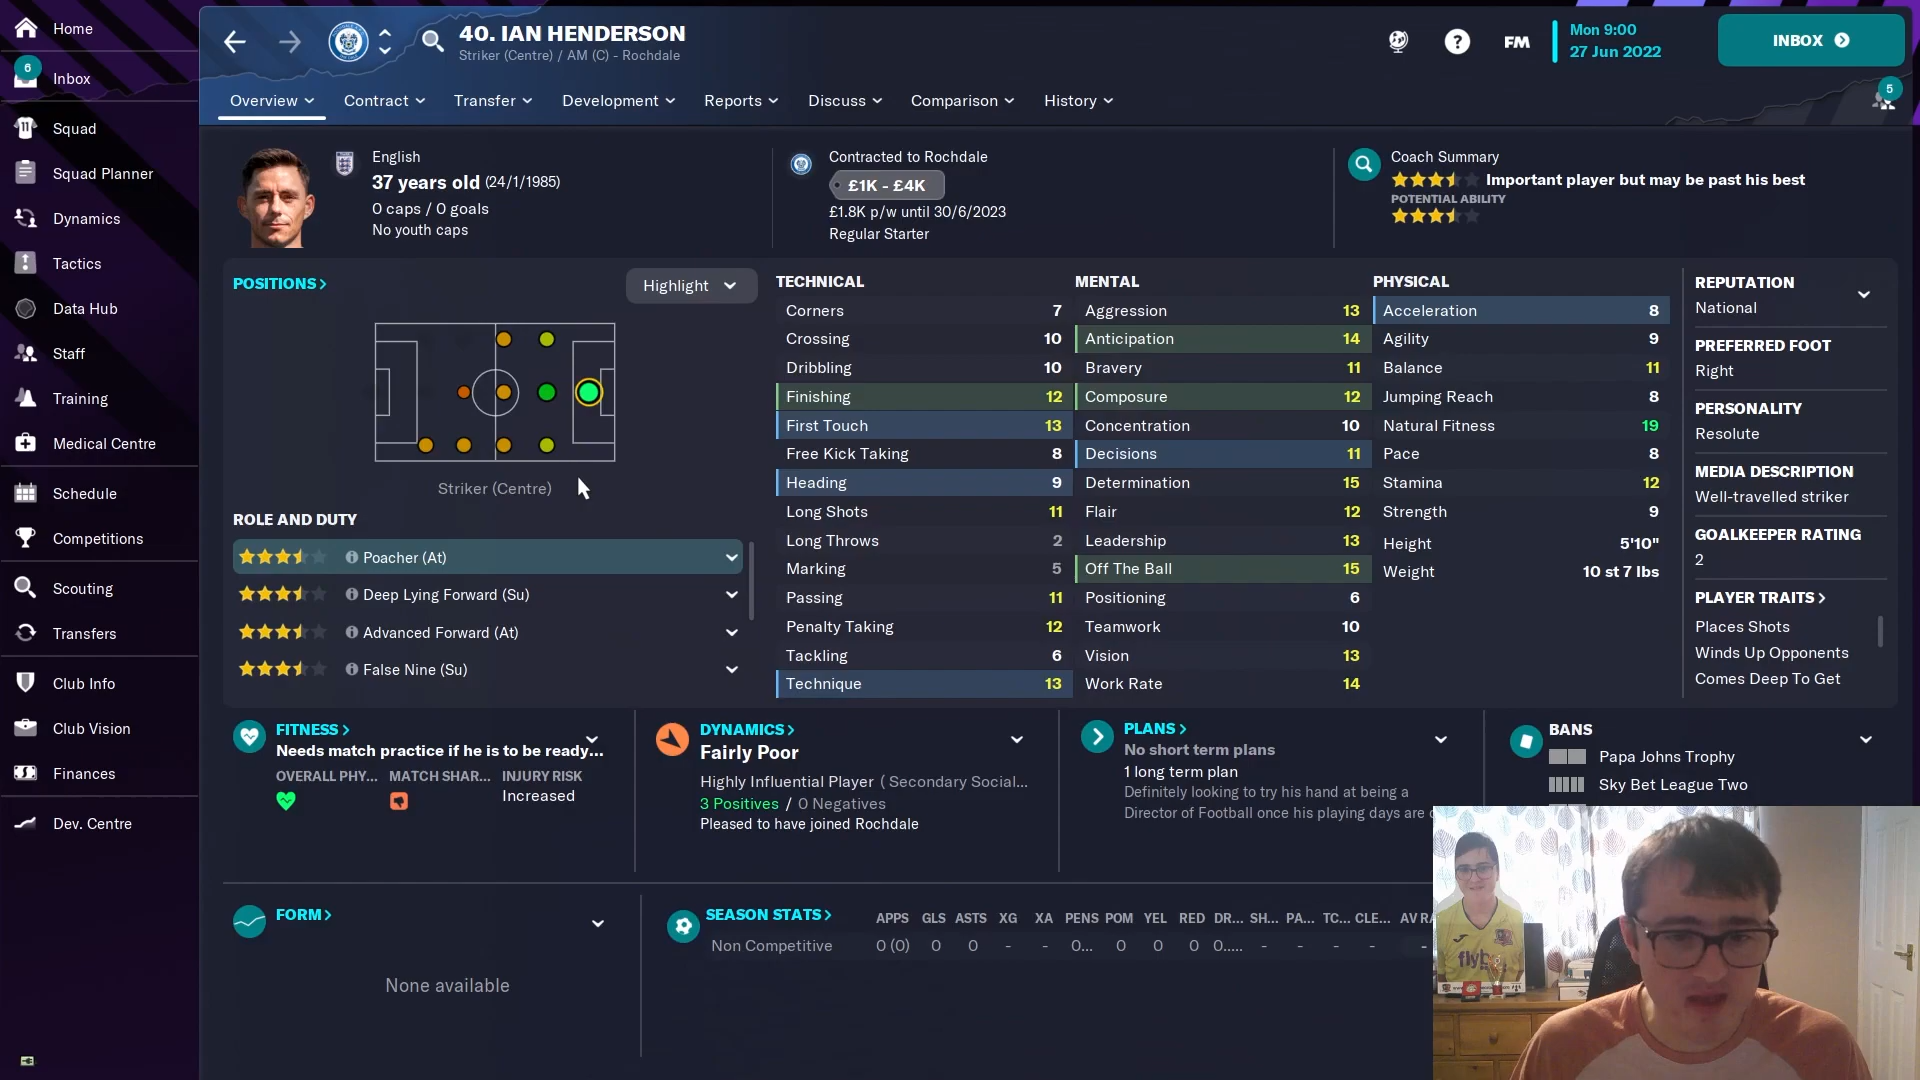 Home
6
Inbox
Squad
Squad Planner
Dynamics
Tactics
Data Hub
Staff
Training
Medical Centre
Schedule
Competitions
Scouting
Transfers
Club Info
Club Vision
Finances
Dev. Centre
40. IAN HENDERSON
Striker (Centre) / AM (C) - Rochdale
?
FM
Mon 9:00
27 Jun 2022
INBOX
5
Overview
Contract
Transfer
Development
Reports
Discuss
Comparison
History
English
37 years old (24/1/1985)
0 caps / 0 goals
No youth caps
Contracted to Rochdale
£1K - £4K
£1.8K p/w until 30/6/2023
Regular Starter
Coach Summary
Important player but may be past his best
POTENTIAL ABILITY
POSITIONS >
Highlight
Striker (Centre)
ROLE AND DUTY
Poacher (At)
Deep Lying Forward (Su)
Advanced Forward (At)
False Nine (Su)
TECHNICAL
Corners 7
Crossing 10
Dribbling 10
Finishing 12
First Touch 13
Free Kick Taking 8
Heading 9
Long Shots 11
Long Throws 2
Marking 5
Passing 11
Penalty Taking 12
Tackling 6
Technique 13
MENTAL
Aggression 13
Anticipation 14
Bravery 11
Composure 12
Concentration 10
Decisions 11
Determination 15
Flair 12
Leadership 13
Off The Ball 15
Positioning 6
Teamwork 10
Vision 13
Work Rate 14
PHYSICAL
Acceleration 8
Agility 9
Balance 11
Jumping Reach 8
Natural Fitness 19
Pace 8
Stamina 12
Strength 9
Height 5'10"
Weight 10 st 7 lbs
REPUTATION
National
PREFERRED FOOT
Right
PERSONALITY
Resolute
MEDIA DESCRIPTION
Well-travelled striker
GOALKEEPER RATING
2
PLAYER TRAITS >
Places Shots
Winds Up Opponents
Comes Deep To Get
FITNESS >
Needs match practice if he is to be ready...
OVERALL PHY... MATCH SHAR... INJURY RISK
Increased
DYNAMICS >
Fairly Poor
Highly Influential Player ( Secondary Social...
3 Positives / 0 Negatives
Pleased to have joined Rochdale
PLANS >
No short term plans
1 long term plan
Definitely looking to try his hand at being a
Director of Football once his playing days are
BANS
Papa Johns Trophy
Sky Bet League Two
FORM >
None available
SEASON STATS >
APPS GLS ASTS XG XA PENS POM YEL RED DR... SH... PA... TC... CLE... AV RA
Non Competitive 0 (0) 0 0 - - 0... 0 0 0 0..... - - - - -
flybe